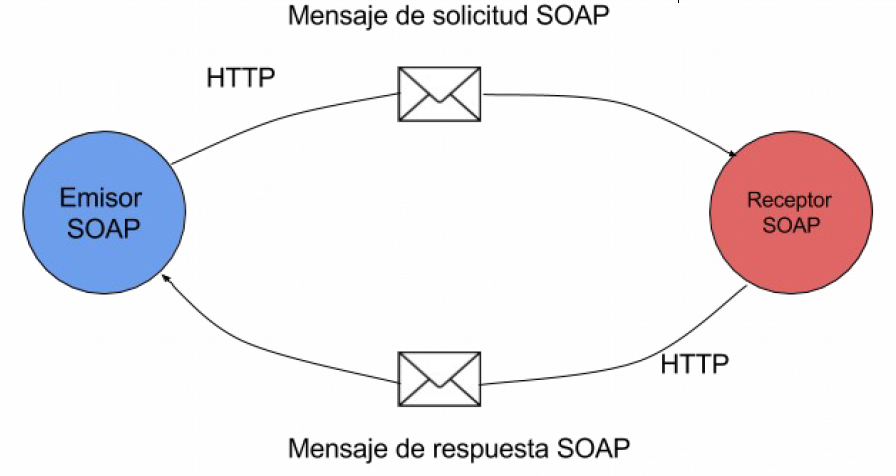 Mensaje de solicitud SOAP
HTTP
Emisor
SOAP
Receptor
SOAP
HTTP
Mensaje de respuesta SOAP